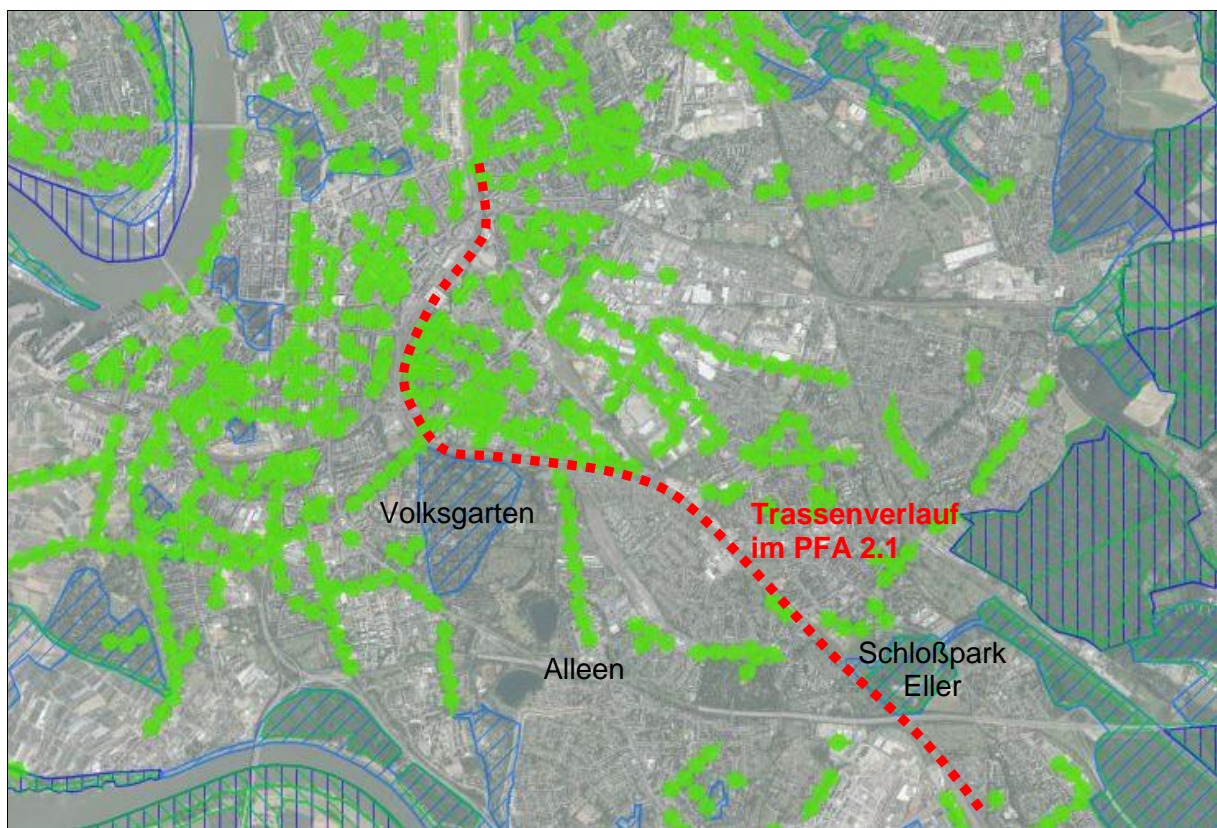 Volksgarten
Trassenverlauf
im PFA 2.1
Alleen
Schloßpark
Eller